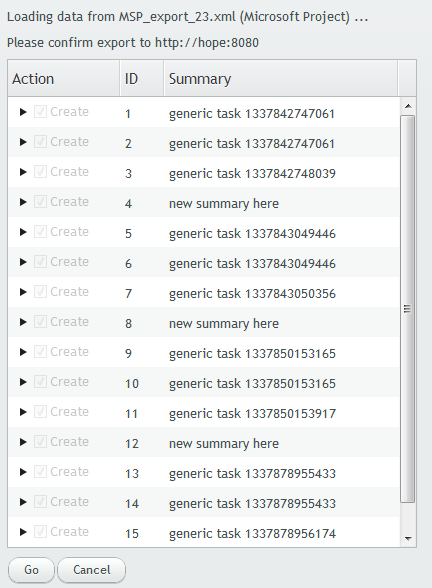 Loading data from MSP_export_23.xml (Microsoft Project) ...
Please confirm export to http://hope:8080
Action ID Summary
Create 1 generic task 1337842747061
Create 2 generic task 1337842747061
Create 3 generic task 1337842748039
Create 4 new summary here
Create 5 generic task 1337843049446
Create 6 generic task 1337843049446
Create 7 generic task 1337843050356
Create 8 new summary here
Create 9 generic task 1337850153165
Create 10 generic task 1337850153165
Create 11 generic task 1337850153917
Create 12 new summary here
Create 13 generic task 1337878955433
Create 14 generic task 1337878955433
Create 15 generic task 1337878956174
Go Cancel